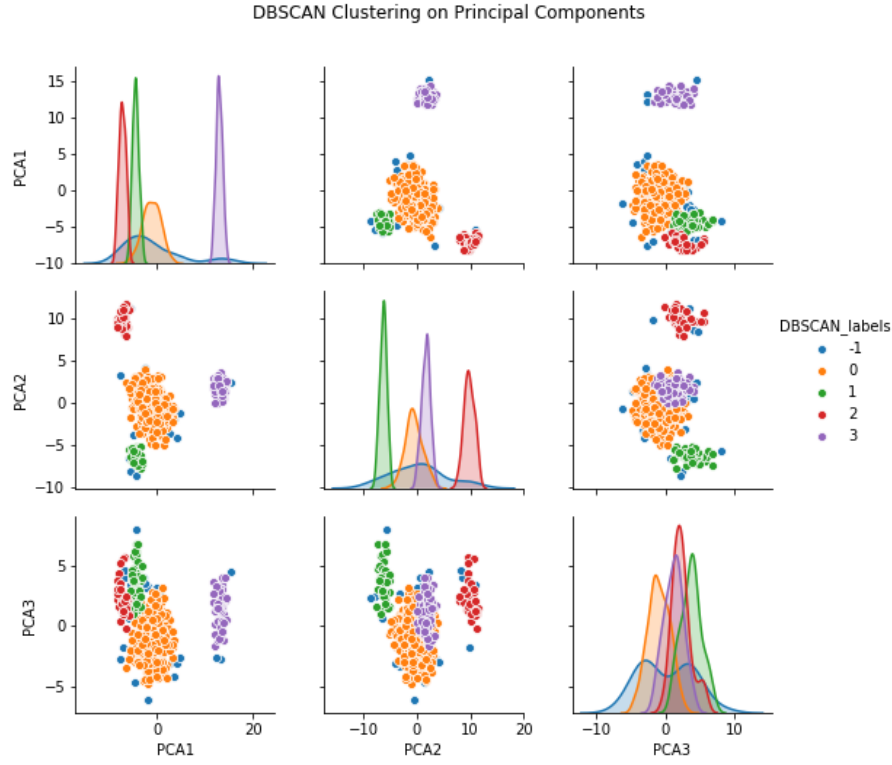 DBSCAN Clustering on Principal Components
15
10
5
0
−5
−10
PCA1
10
5
0
−5
−10
PCA2
5
0
−5
PCA3
0 20
PCA1
−10 0 10 20
PCA2
−10 0 10
PCA3
DBSCAN_labels
-1
0
1
2
3